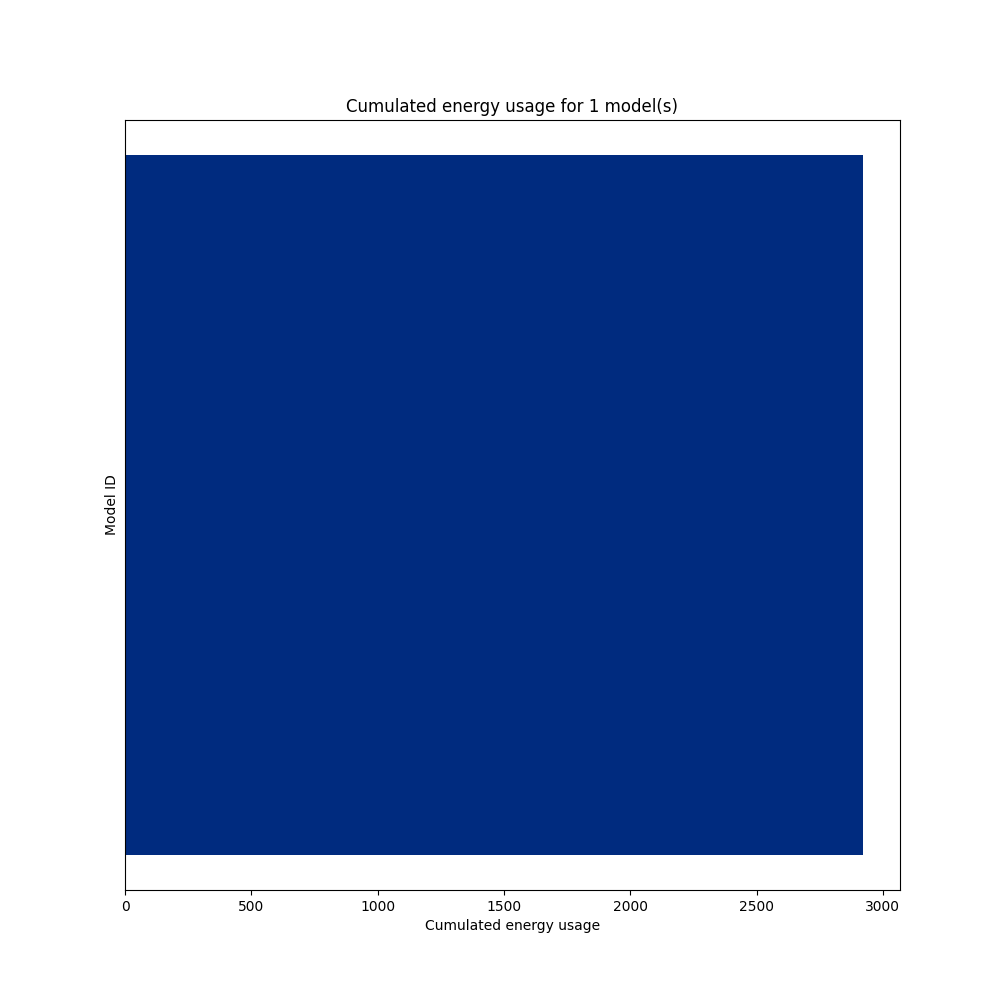 Cumulated energy usage for 1 model(s)
Model ID
0 500 1000 1500 2000 2500 3000
Cumulated energy usage